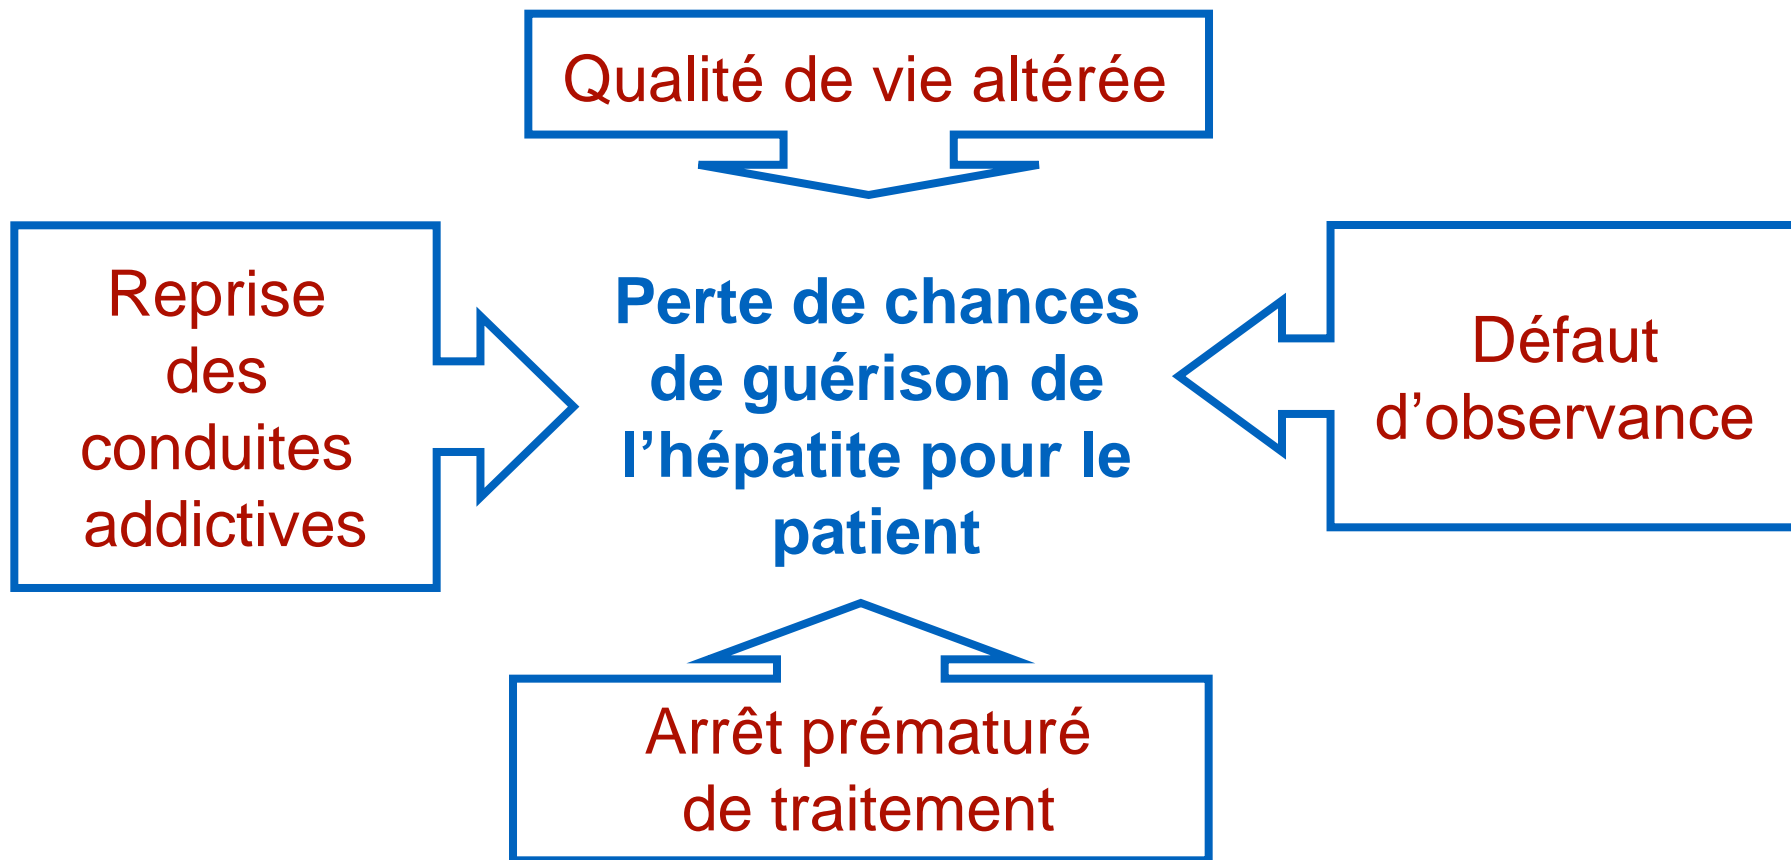 Qualité de vie altérée
Reprise
des
conduites
addictives
Perte de chances
de guérison de
l’hépatite pour le
patient
Défaut
d’observance
Arrêt prématuré
de traitement